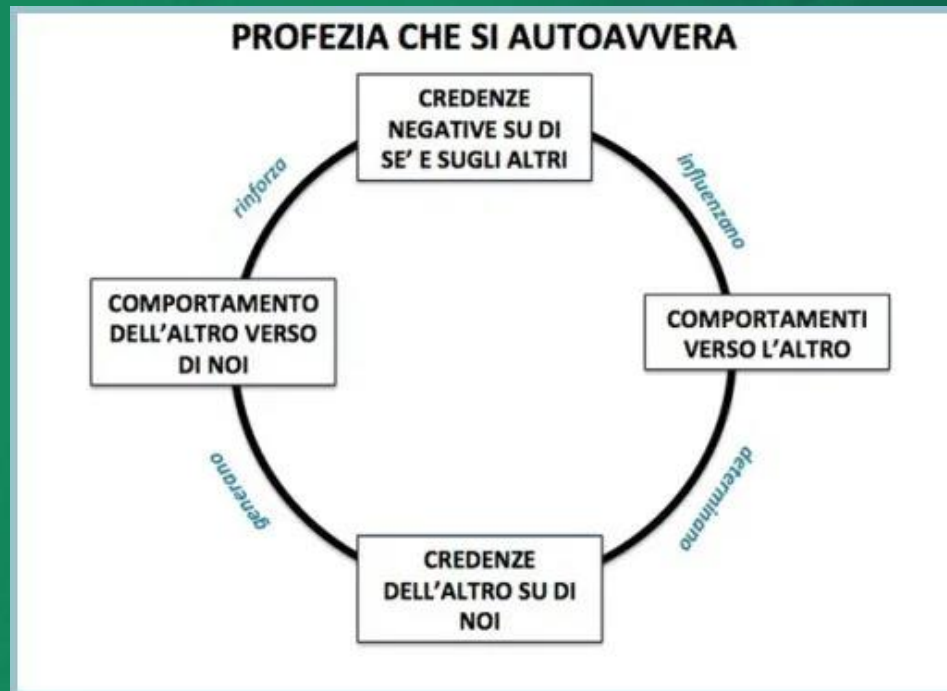 PROFEZIA CHE SI AUTOAVVERA
CREDENZE
NEGATIVE SU DI
SE’ E SUGLI ALTRI
influenzano
COMPORTAMENTI
VERSO L’ALTRO
determinano
CREDENZE
DELL’ALTRO SU DI
NOI
generano
COMPORTAMENTO
DELL’ALTRO VERSO
DI NOI
rinforza